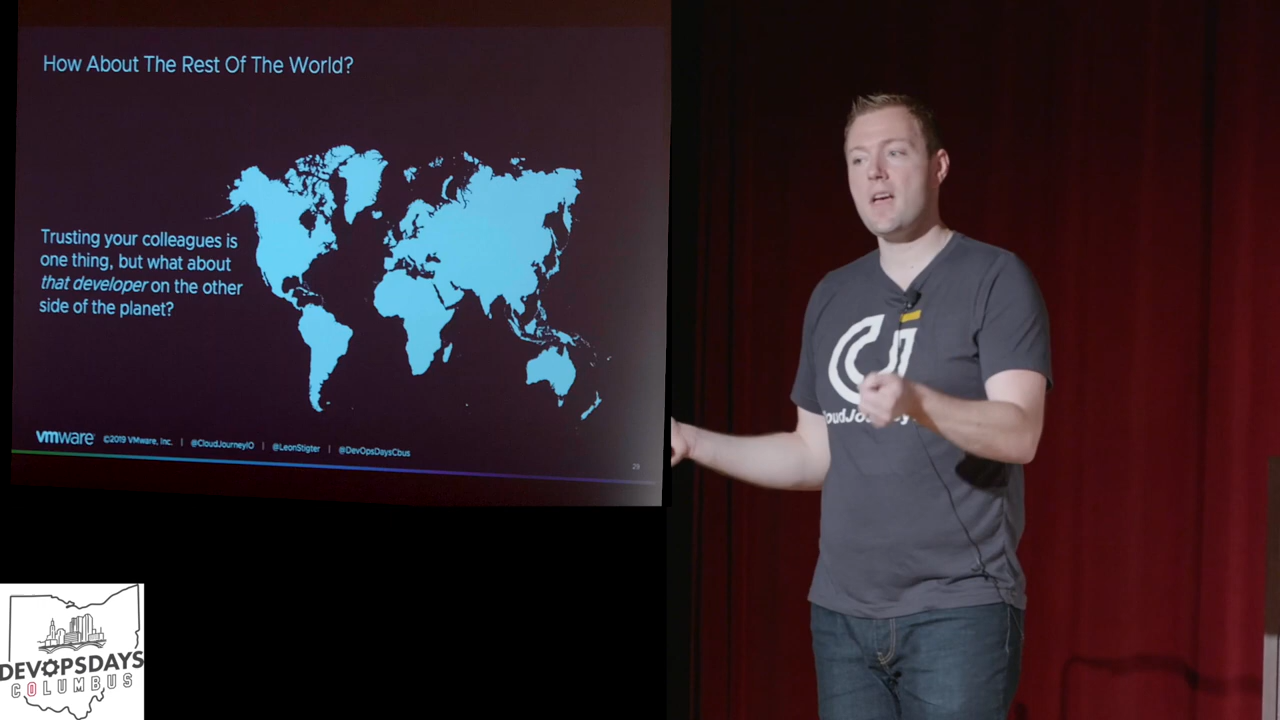 How About The Rest Of The World?
Trusting your colleagues is
one thing, but what about
that developer on the other
side of the planet?
vmware ©2019 VMware, Inc. | @CloudJourneyIO | @LeonStigter | @DevOpsDaysCbus
29
DEVOPSDAYS
COLUMBUS